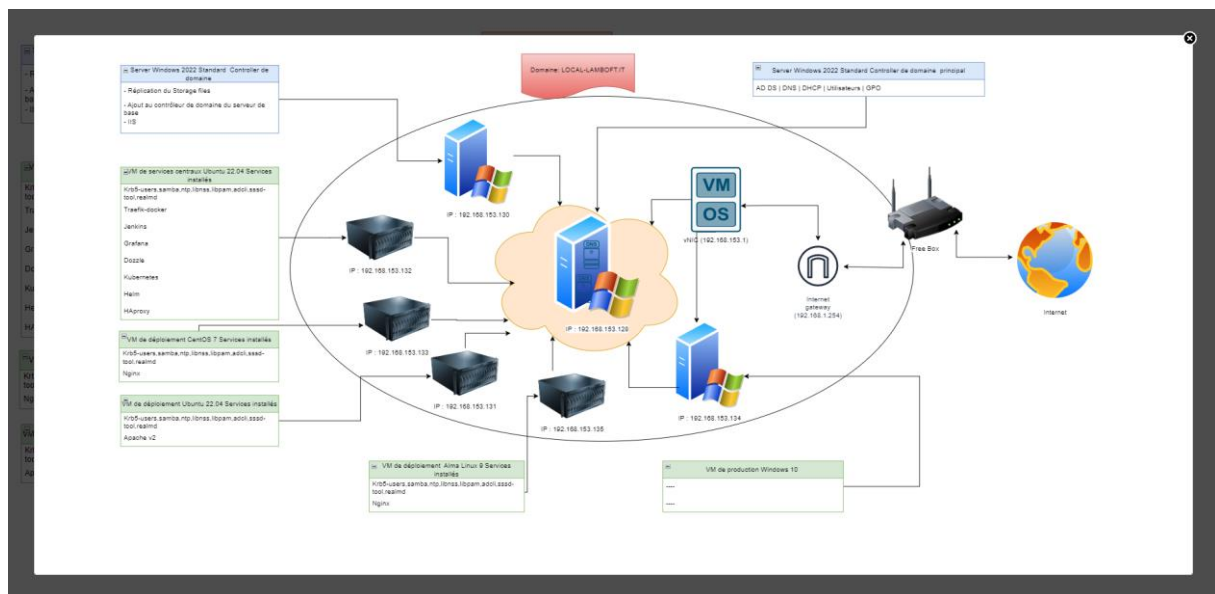 Domaine: LOCAL-LAMBOFT.IT
Server Windows 2022 Standard Controller de
domaine
- Réplication du Storage files
- Ajout au contrôleur de domaine du serveur de
base
- I:S
Server Windows 2022 Standard Controller de domaine principal
AD DS | DNS | DHCP | Utilisateurs | GPO
VM de services centraux Ubuntu 22.04 Services
installés
Krb5-users,samba,ntp,libnss,libpam,adcli,sssd-
tool,realmd
Traefik-docker
Jenkins
Grafana
Dozzle
Kubernetes
Helm
HAproxy
VM de déploiement CentOS 7 Services installés
Krb5-users,samba,ntp,libnss,libpam,adcli,sssd-
tool,realmd
Nginx
VM de déploiement Ubuntu 22.04 Services installés
Krb5-users,samba,ntp,libnss,libpam,adcli,sssd-
tool,realmd
Apache v2
VM de déploiement Alma Linux 9 Services
installés
Krb5-users,samba,ntp,libnss,libpam,adcli,sssd-
tool,realmd
Nginx
VM de production Windows 10
----
----
IP : 192.168.153.130
IP : 192.168.153.132
IP : 192.168.153.133
IP : 192.168.153.131
IP : 192.168.153.135
DNS
IP : 192.168.153.128
VM
OS
vNIC (192.168.153.1)
IP : 192.168.153.134
Internet
gateway
(192.168.1.254)
Free Box
Internet